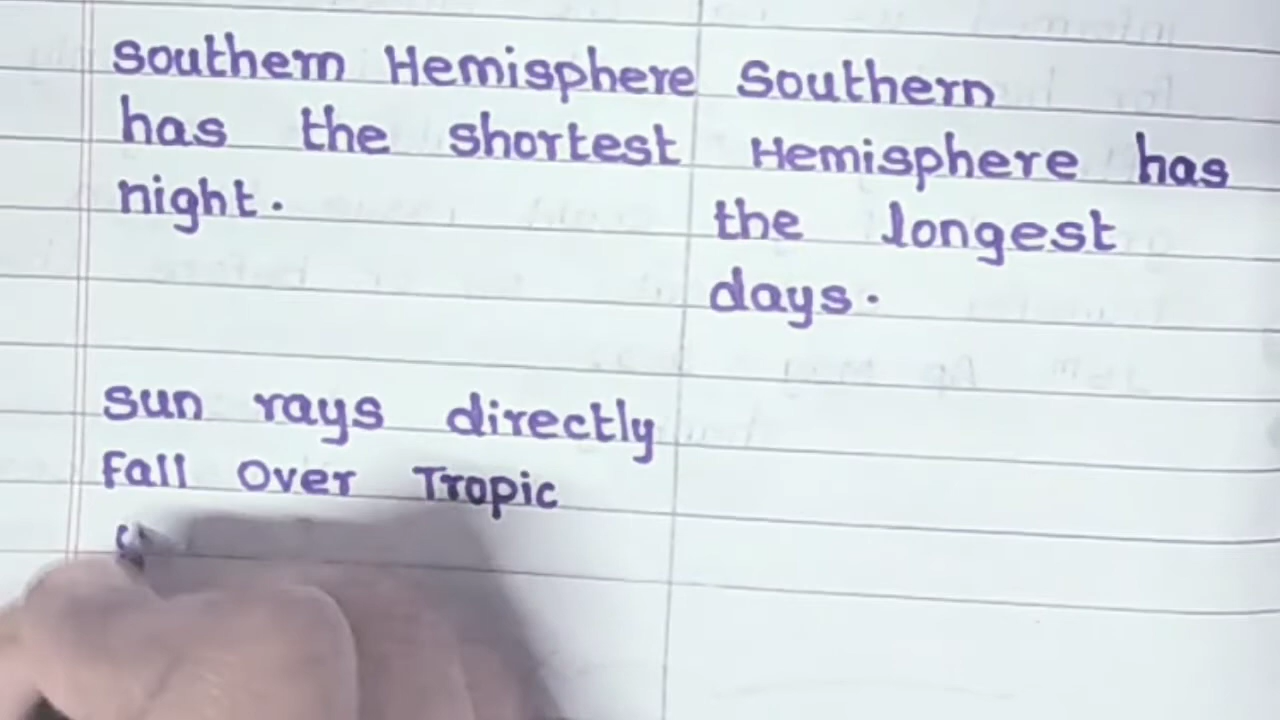 Southern Hemisphere
has the shortest
night.
Sun rays directly
Fall Over Tropic
Southern
Hemisphere has
the longest
days.